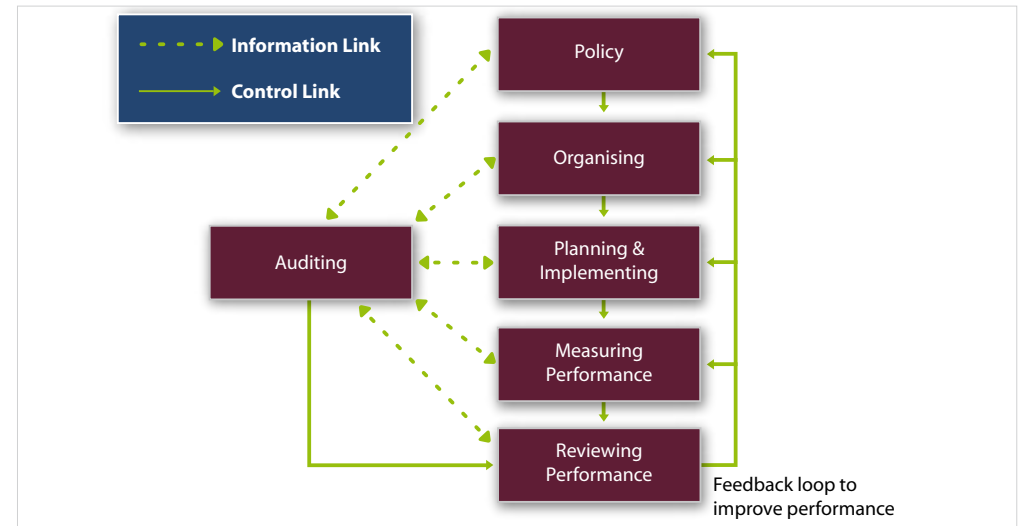 Information Link
Control Link
Policy
Organising
Auditing
Planning &
Implementing
Measuring
Performance
Reviewing
Performance
Feedback loop to
improve performance